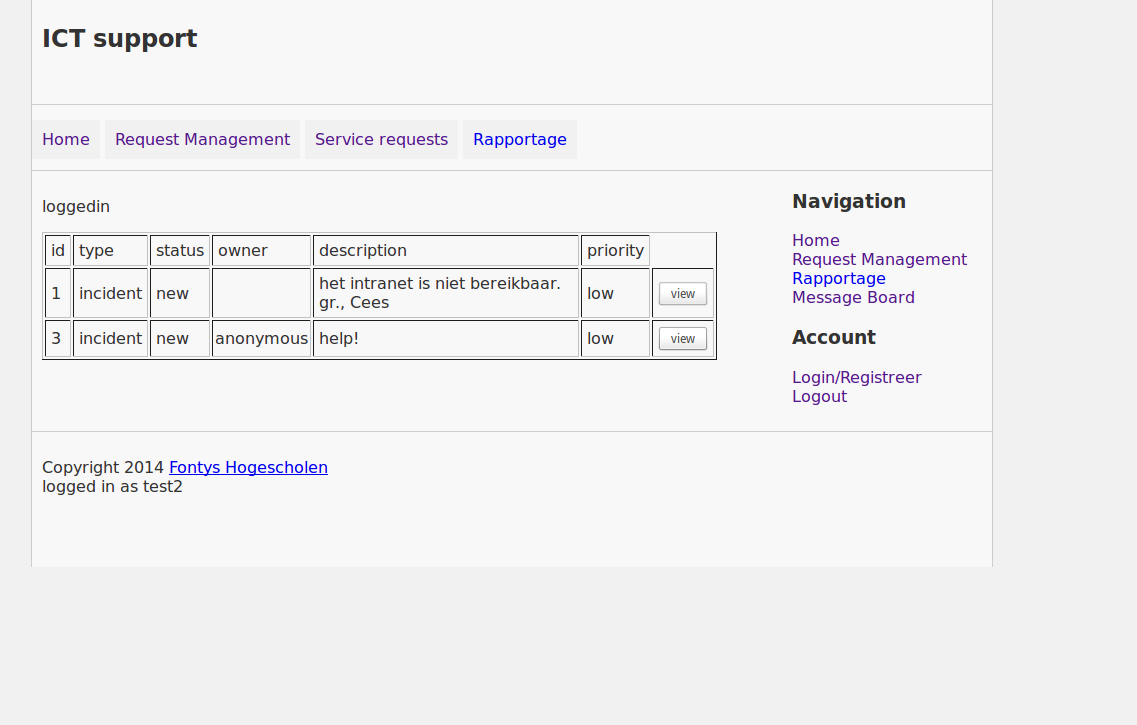 ICT support
Home Request Management Service requests Rapportage
loggedin
id type status owner description priority
1 incident new het intranet is niet bereikbaar. low view
gr., Cees
3 incident new anonymous help! low view
Navigation
Home
Request Management
Rapportage
Message Board
Account
Login/Registreer
Logout
Copyright 2014 Fontys Hogescholen
logged in as test2